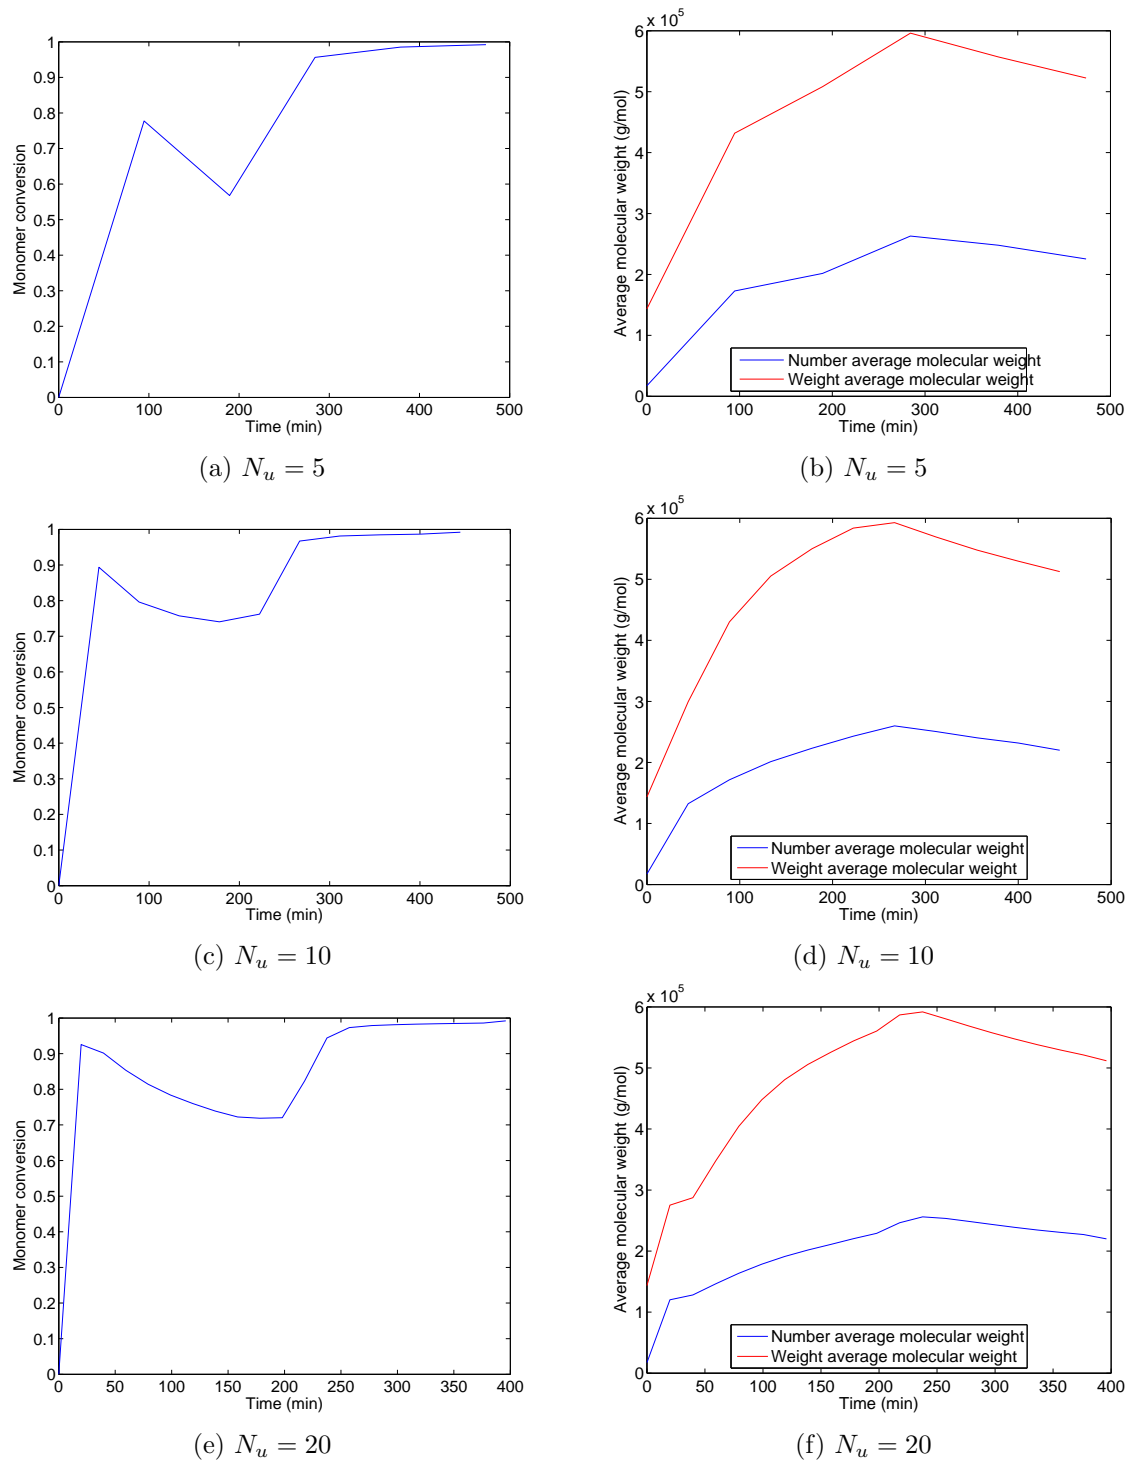 1
0.9
0.8
0.7
0.6
0.5
0.4
0.3
0.2
0.1
0
Monomer conversion
0 100 200 300 400 500
Time (min)
(a) N_u = 5
x 10^5
6
5
4
3
2
1
0
Average molecular weight (g/mol)
Number average molecular weight
Weight average molecular weight
0 100 200 300 400 500
Time (min)
(b) N_u = 5
1
0.9
0.8
0.7
0.6
0.5
0.4
0.3
0.2
0.1
0
Monomer conversion
0 100 200 300 400 500
Time (min)
(c) N_u = 10
x 10^5
6
5
4
3
2
1
0
Average molecular weight (g/mol)
Number average molecular weight
Weight average molecular weight
0 100 200 300 400 500
Time (min)
(d) N_u = 10
1
0.9
0.8
0.7
0.6
0.5
0.4
0.3
0.2
0.1
0
Monomer conversion
0 50 100 150 200 250 300 350 400
Time (min)
(e) N_u = 20
x 10^5
6
5
4
3
2
1
0
Average molecular weight (g/mol)
Number average molecular weight
Weight average molecular weight
0 50 100 150 200 250 300 350 400
Time (min)
(f) N_u = 20